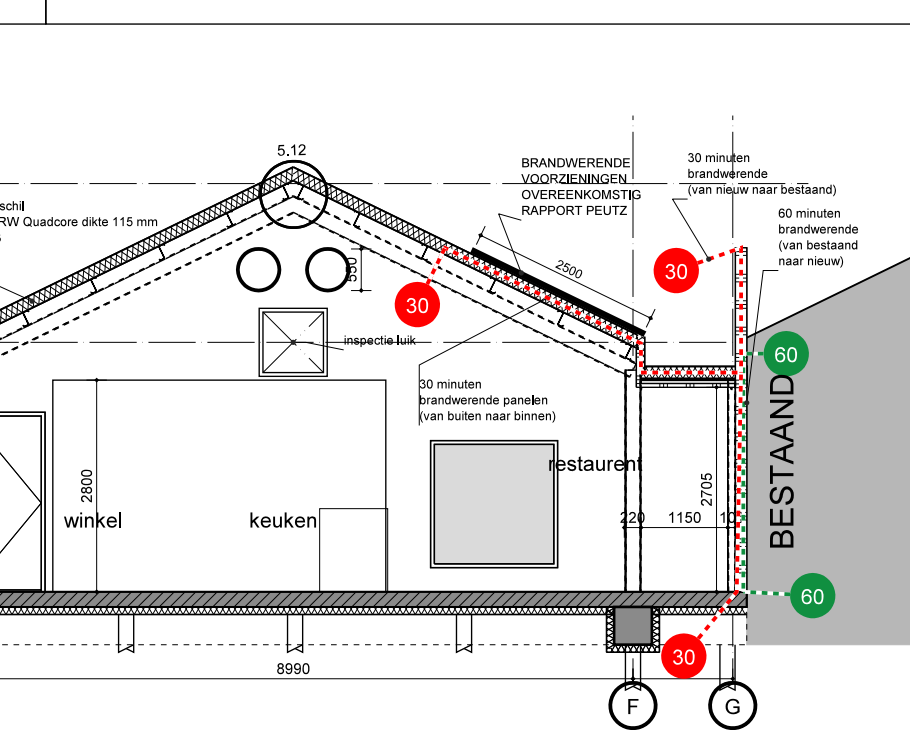 5.12
BRANDWERENDE
VOORZIENINGEN
OVEREENKOMSTIG
RAPPORT PEUTZ
30 minuten
brandwerende
(van nieuw naar bestaand)
schil
RW Quadcore dikte 115 mm
60 minuten
brandwerende
(van bestaand
naar nieuw)
2500
550
30
30
inspectie luik
60
30 minuten
brandwerende panelen
(van buiten naar binnen)
BESTAAND
restaurent
2800
2705
winkel
keuken
220
1150
10
60
30
8990
F
G